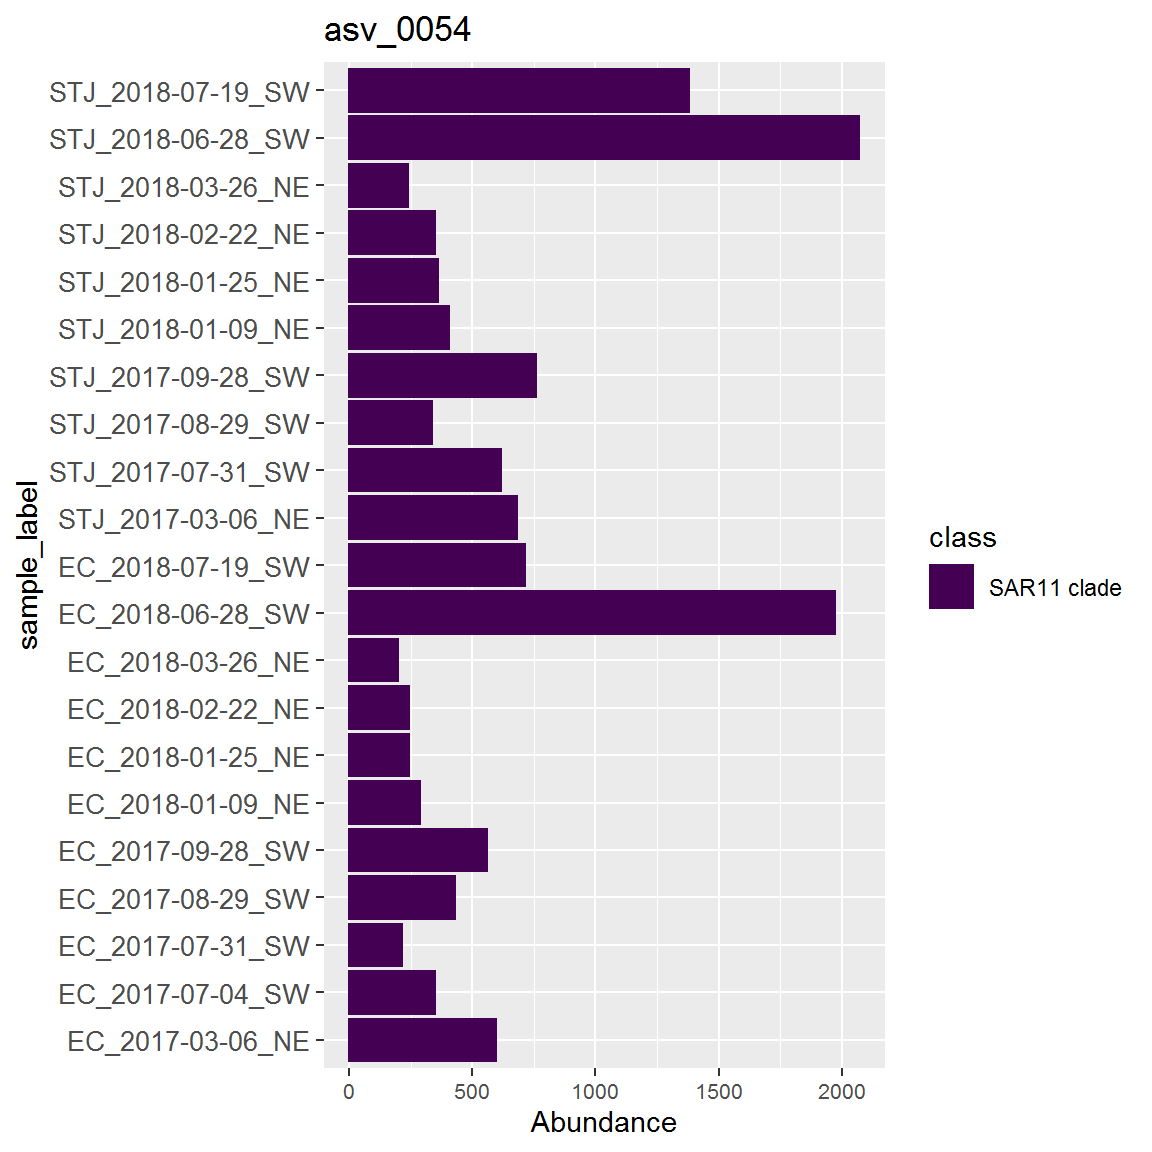 asv_0054
STJ_2018-07-19_SW
STJ_2018-06-28_SW
STJ_2018-03-26_NE
STJ_2018-02-22_NE
STJ_2018-01-25_NE
STJ_2018-01-09_NE
STJ_2017-09-28_SW
STJ_2017-08-29_SW
STJ_2017-07-31_SW
STJ_2017-03-06_NE
EC_2018-07-19_SW
EC_2018-06-28_SW
EC_2018-03-26_NE
EC_2018-02-22_NE
EC_2018-01-25_NE
EC_2018-01-09_NE
EC_2017-09-28_SW
EC_2017-08-29_SW
EC_2017-07-31_SW
EC_2017-07-04_SW
EC_2017-03-06_NE
sample_label
0 500 1000 1500 2000
Abundance
class
SAR11 clade